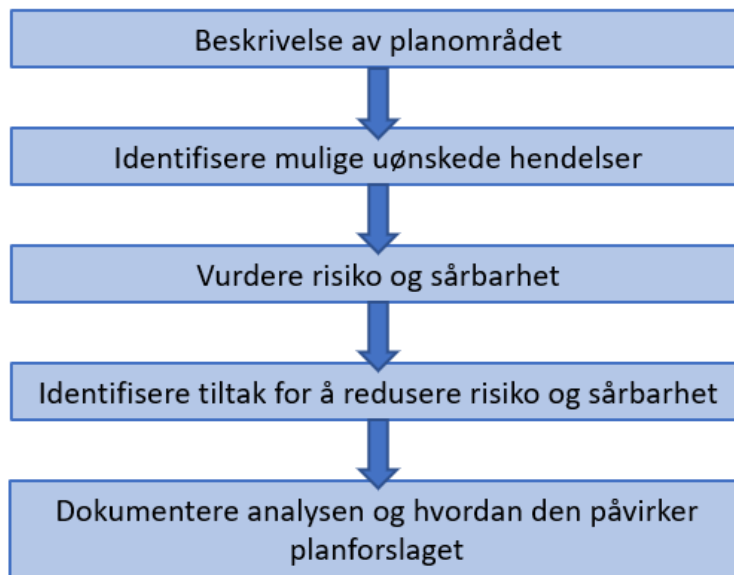 Beskrivelse av planområdet
Identifisere mulige uønskede hendelser
Vurdere risiko og sårbarhet
Identifisere tiltak for å redusere risiko og sårbarhet
Dokumentere analysen og hvordan den påvirker
planforslaget